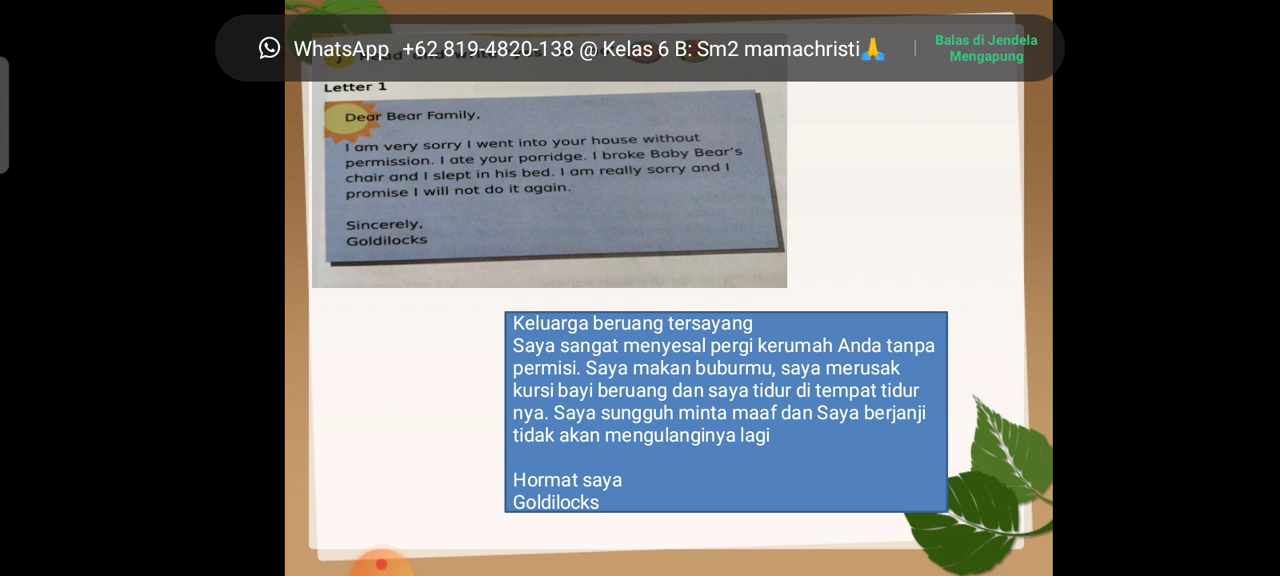 WhatsApp +62 819-4820-138 @ Kelas 6 B: Sm2 mamachristi🙏
Balas di Jendela
Mengapung
Letter 1
Dear Bear Family,
I am very sorry I went into your house without
permission. I ate your porridge. I broke Baby Bear's
chair and I slept in his bed. I am really sorry and I
promise I will not do it again.
Sincerely,
Goldilocks
Keluarga beruang tersayang
Saya sangat menyesal pergi kerumah Anda tanpa
permisi. Saya makan buburmu, saya merusak
kursi bayi beruang dan saya tidur di tempat tidur
nya. Saya sungguh minta maaf dan Saya berjanji
tidak akan mengulanginya lagi
Hormat saya
Goldilocks